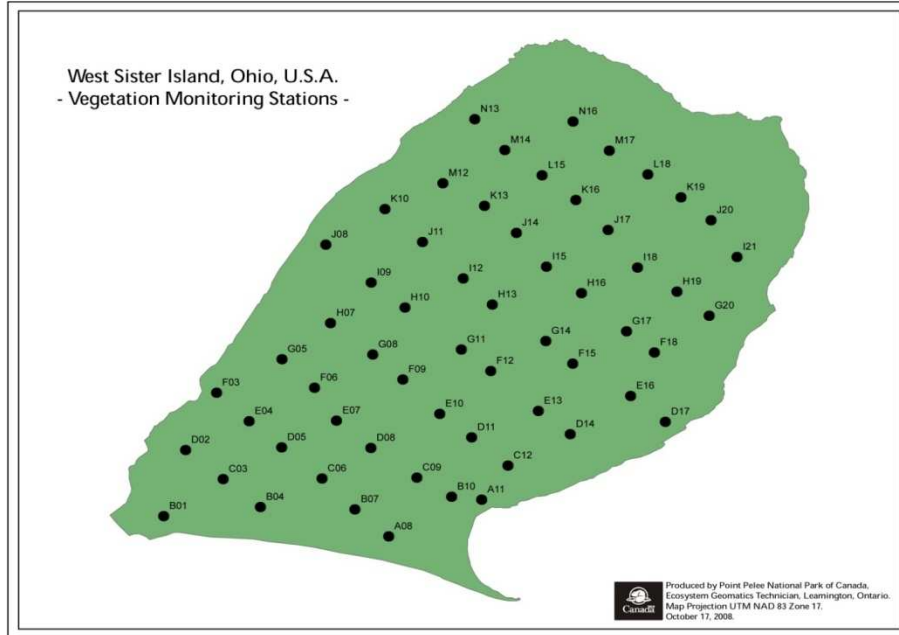 West Sister Island, Ohio, U.S.A.
- Vegetation Monitoring Stations -
N13
N16
M14
M17
L15
L18
M12
K19
K16
K13
K10
J20
J17
J14
J11
J08
I21
I18
I15
I12
I09
H19
H16
H13
H10
G20
H07
G17
G14
G11
F18
G08
G05
F15
F12
F09
F06
F03
E16
E13
E10
E07
E04
D17
D14
D11
D08
D05
D02
C12
C09
C06
C03
B10
A11
B07
B04
B01
A08
Canada
Produced by Point Pelee National Park of Canada,
Ecosystem Geomatics Technician, Leamington, Ontario.
Map Projection UTM NAD 83 Zone 17.
October 17, 2008.